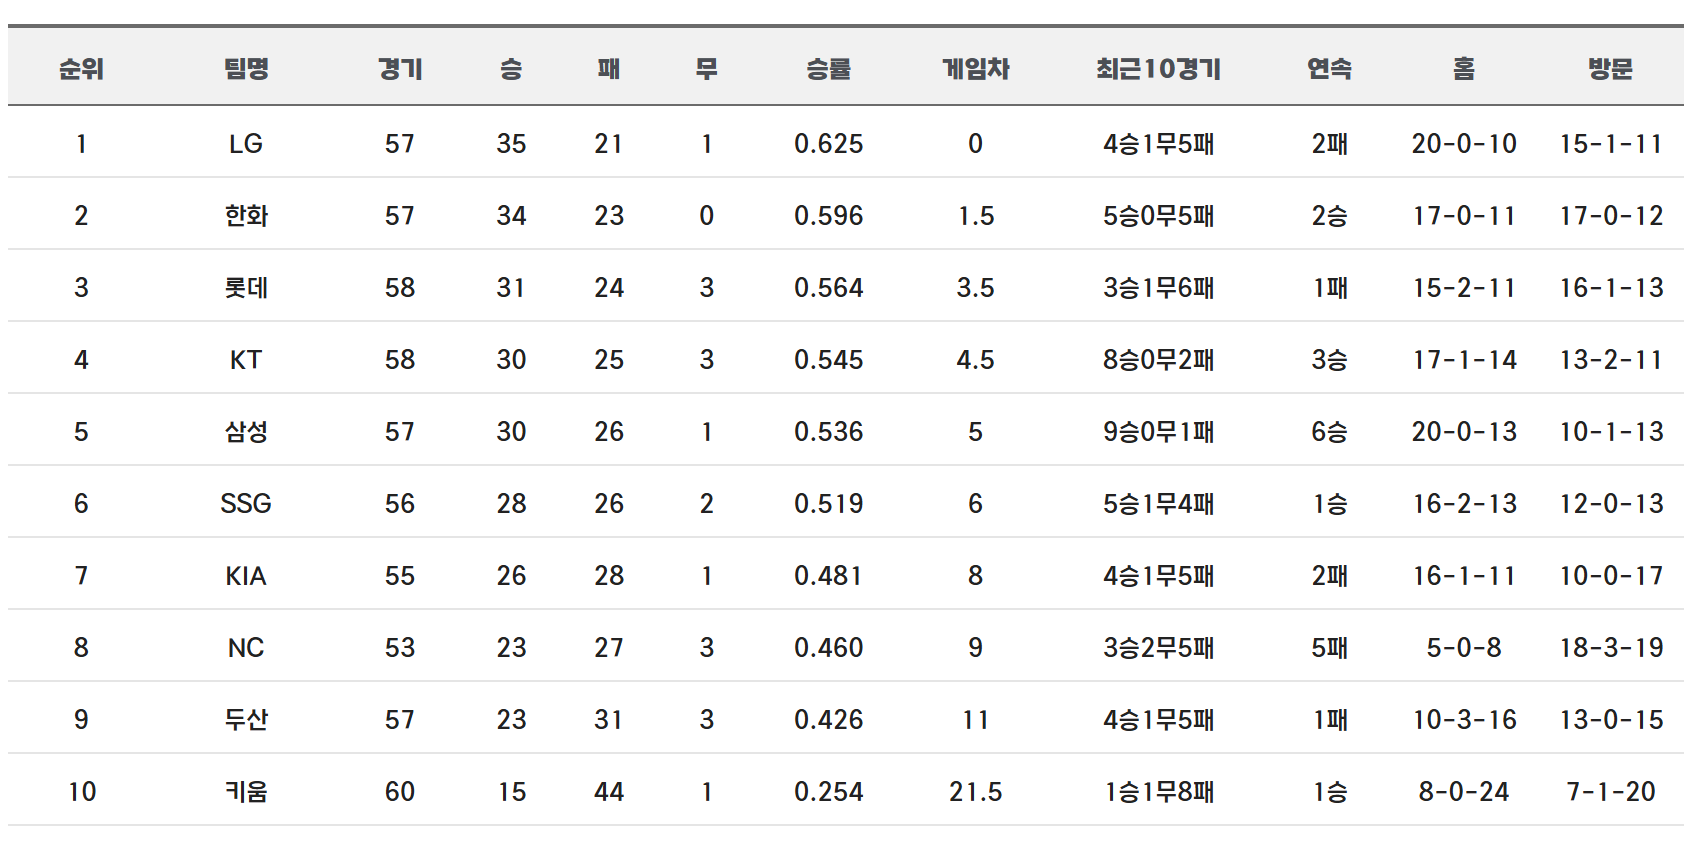 순위 팀명 경기 승 패 무 승률 게임차 최근10경기 연속 홈 방문
1 LG 57 35 21 1 0.625 0 4승1무5패 2패 20-0-10 15-1-11
2 한화 57 34 23 0 0.596 1.5 5승0무5패 2승 17-0-11 17-0-12
3 롯데 58 31 24 3 0.564 3.5 3승1무6패 1패 15-2-11 16-1-13
4 KT 58 30 25 3 0.545 4.5 8승0무2패 3승 17-1-14 13-2-11
5 삼성 57 30 26 1 0.536 5 9승0무1패 6승 20-0-13 10-1-13
6 SSG 56 28 26 2 0.519 6 5승1무4패 1승 16-2-13 12-0-13
7 KIA 55 26 28 1 0.481 8 4승1무5패 2패 16-1-11 10-0-17
8 NC 53 23 27 3 0.460 9 3승2무5패 5패 5-0-8 18-3-19
9 두산 57 23 31 3 0.426 11 4승1무5패 1패 10-3-16 13-0-15
10 키움 60 15 44 1 0.254 21.5 1승1무8패 1승 8-0-24 7-1-20